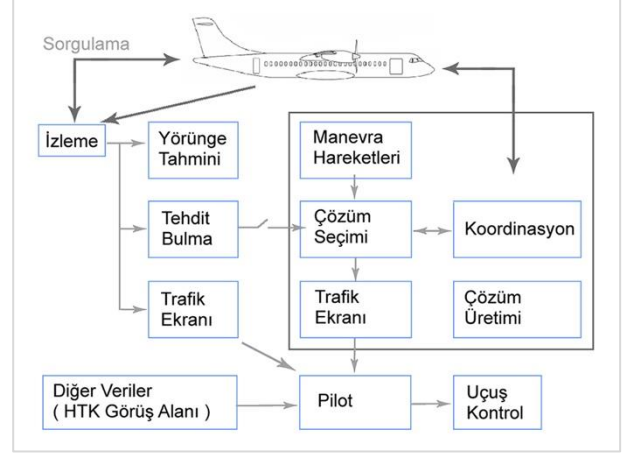 Sorgulama
İzleme
Yörünge
Tahmini
Manevra
Hareketleri
Tehdit
Bulma
Çözüm
Seçimi
Koordinasyon
Trafik
Ekranı
Trafik
Ekranı
Çözüm
Üretimi
Diğer Veriler
( HTK Görüş Alanı )
Pilot
Uçuş
Kontrol